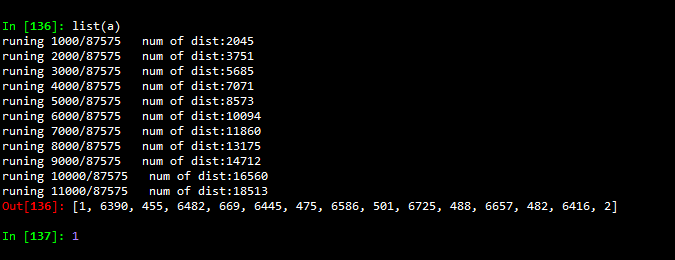 In [136]: list(a)
runing 1000/87575   num of dist:2045
runing 2000/87575   num of dist:3751
runing 3000/87575   num of dist:5685
runing 4000/87575   num of dist:7071
runing 5000/87575   num of dist:8573
runing 6000/87575   num of dist:10094
runing 7000/87575   num of dist:11860
runing 8000/87575   num of dist:13175
runing 9000/87575   num of dist:14712
runing 10000/87575   num of dist:16560
runing 11000/87575   num of dist:18513
Out[136]: [1, 6390, 455, 6482, 669, 6445, 475, 6586, 501, 6725, 488, 6657, 482, 6416, 2]
In [137]: 1